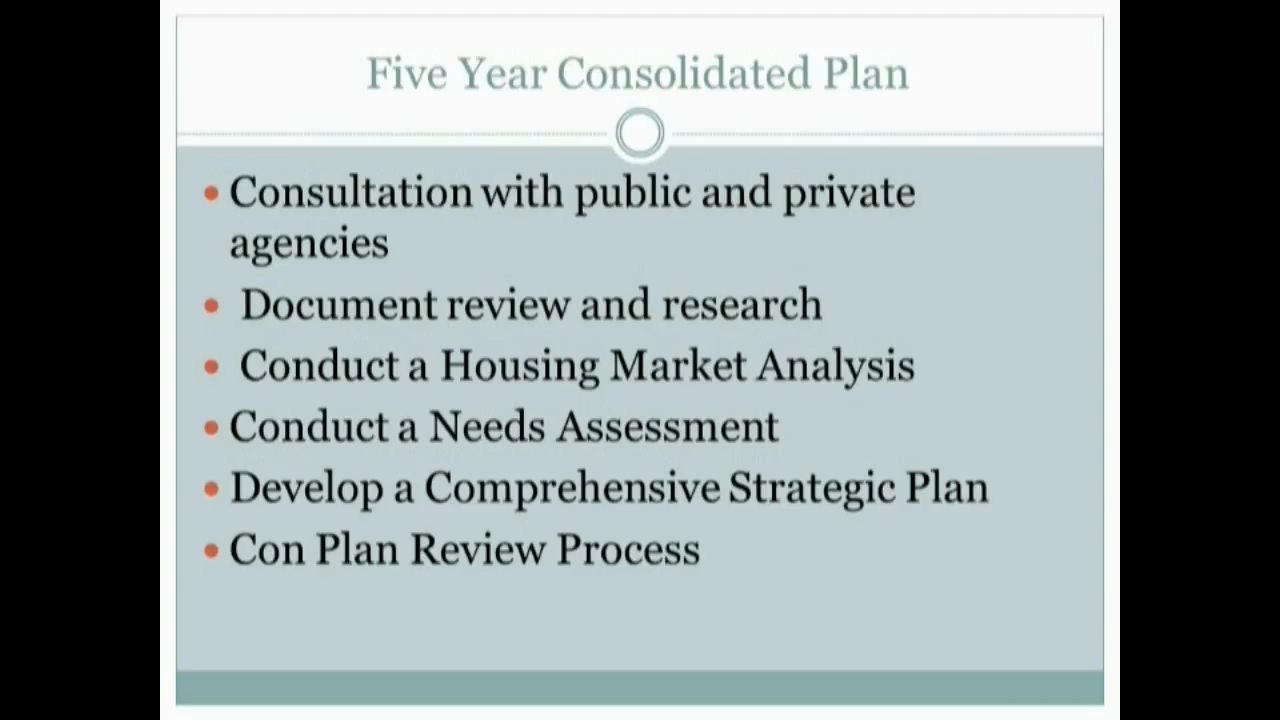 Five Year Consolidated Plan
• Consultation with public and private
agencies
• Document review and research
• Conduct a Housing Market Analysis
• Conduct a Needs Assessment
• Develop a Comprehensive Strategic Plan
• Con Plan Review Process